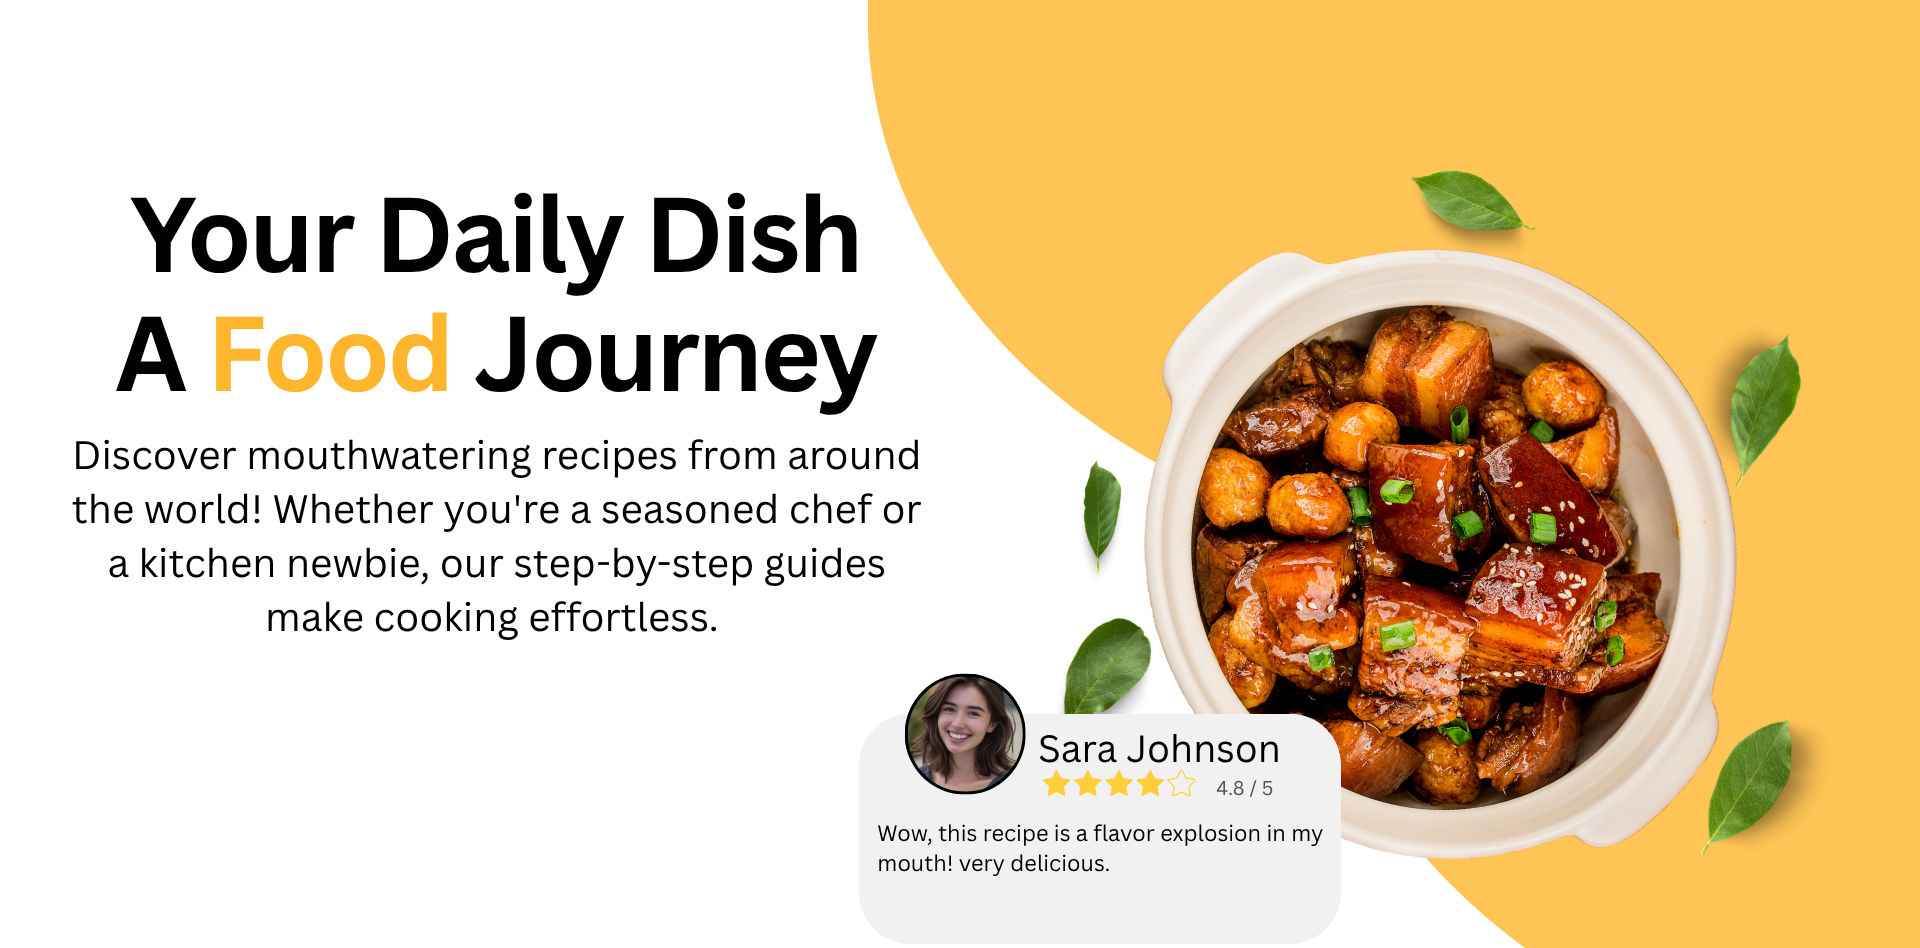 Your Daily Dish
A Food Journey
Discover mouthwatering recipes from around
the world! Whether you're a seasoned chef or
a kitchen newbie, our step-by-step guides
make cooking effortless.
Sara Johnson
4.8 / 5
Wow, this recipe is a flavor explosion in my
mouth! very delicious.